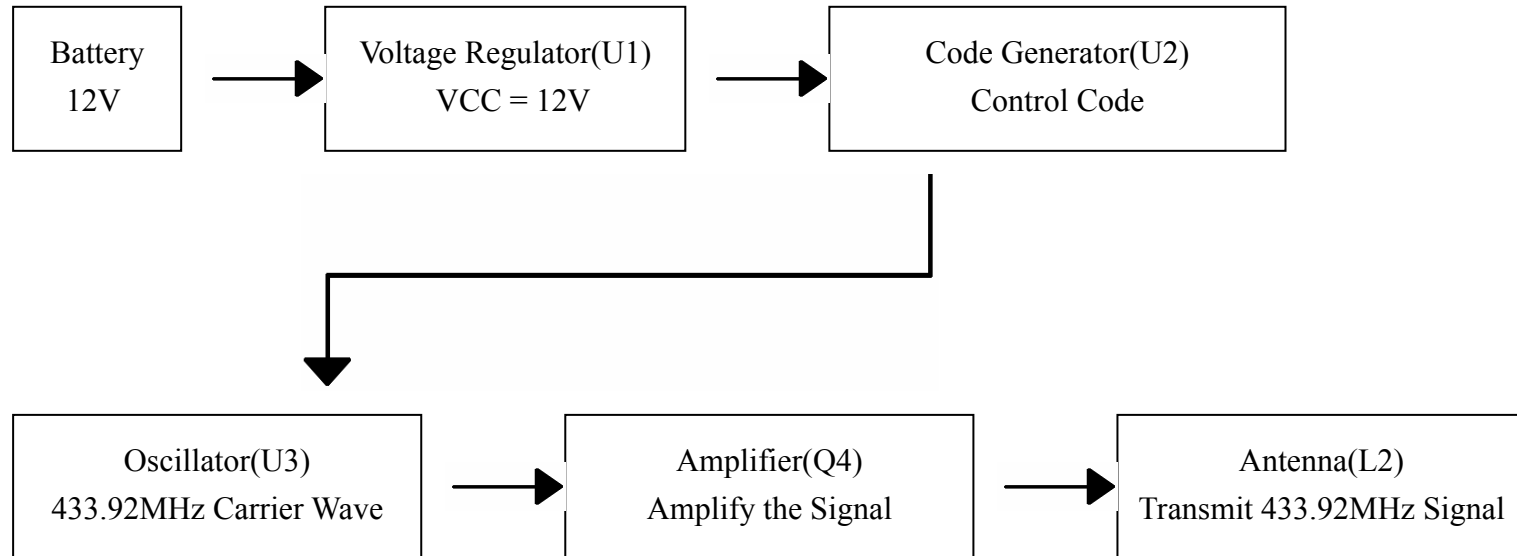 Battery
12V
Voltage Regulator(U1)
VCC = 12V
Code Generator(U2)
Control Code
Oscillator(U3)
433.92MHz Carrier Wave
Amplifier(Q4)
Amplify the Signal
Antenna(L2)
Transmit 433.92MHz Signal